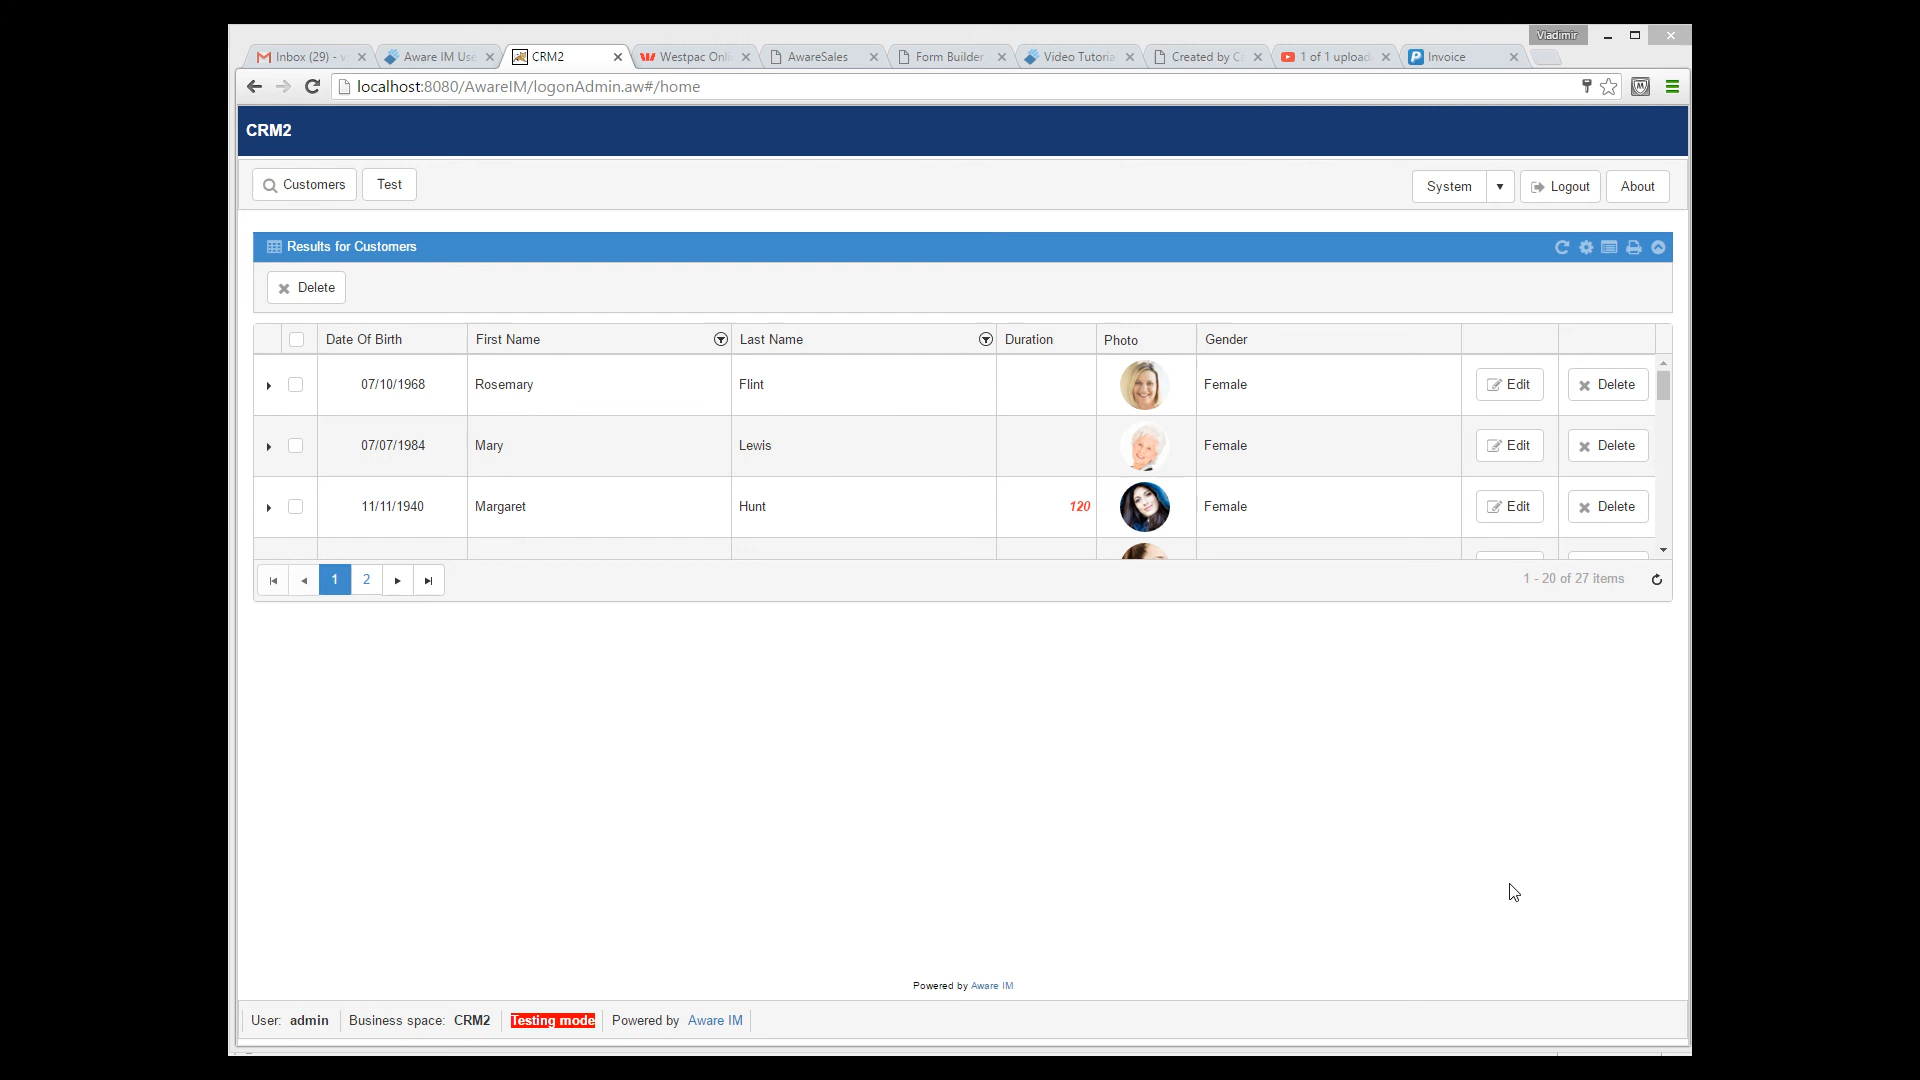 Vladimir
Inbox (29) - v
Aware IM Use
CRM2
Westpac Onli
AwareSales
Form Builder
Video Tutoria
Created by C
1 of 1 upload
Invoice
localhost:8080/AwareIM/logonAdmin.aw#/home
CRM2
Customers
Test
System
Logout
About
Results for Customers
Delete
Date Of Birth
First Name
Last Name
Duration
Photo
Gender
07/10/1968
Rosemary
Flint
Female
Edit
Delete
07/07/1984
Mary
Lewis
Female
Edit
Delete
11/11/1940
Margaret
Hunt
120
Female
Edit
Delete
1
2
1 - 20 of 27 items
Powered by Aware IM
User: admin
Business space: CRM2
Testing mode
Powered by Aware IM